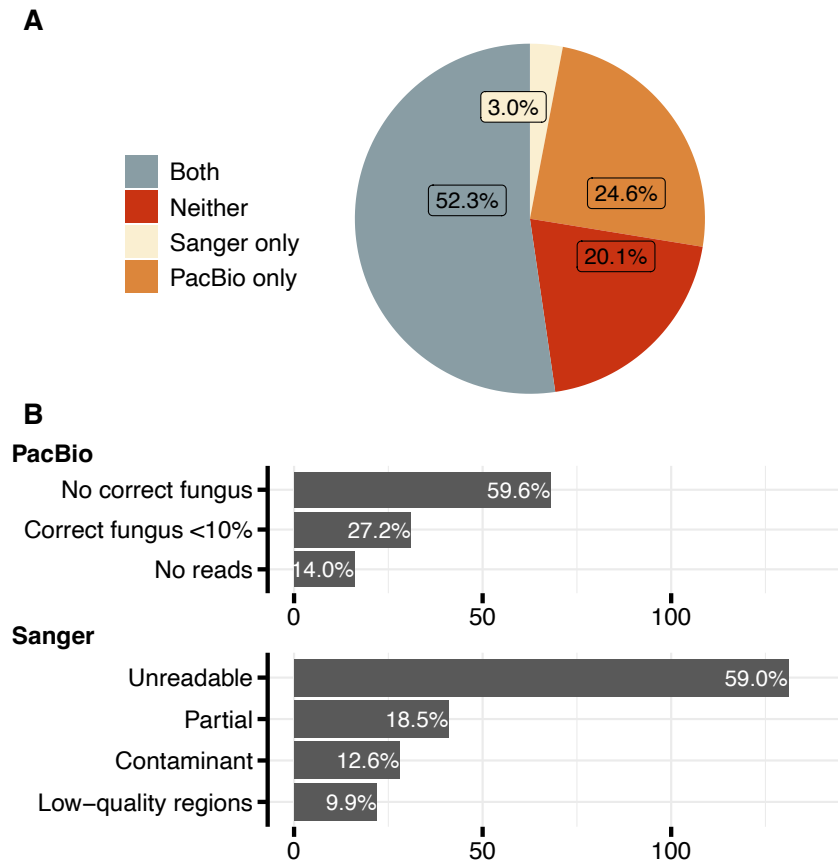 A
Both
Neither
Sanger only
PacBio only
3.0%
24.6%
52.3%
20.1%
B
PacBio
No correct fungus
59.6%
Correct fungus <10%
27.2%
No reads
14.0%
0 50 100
Sanger
Unreadable
59.0%
Partial
18.5%
Contaminant
12.6%
Low−quality regions
9.9%
0 50 100